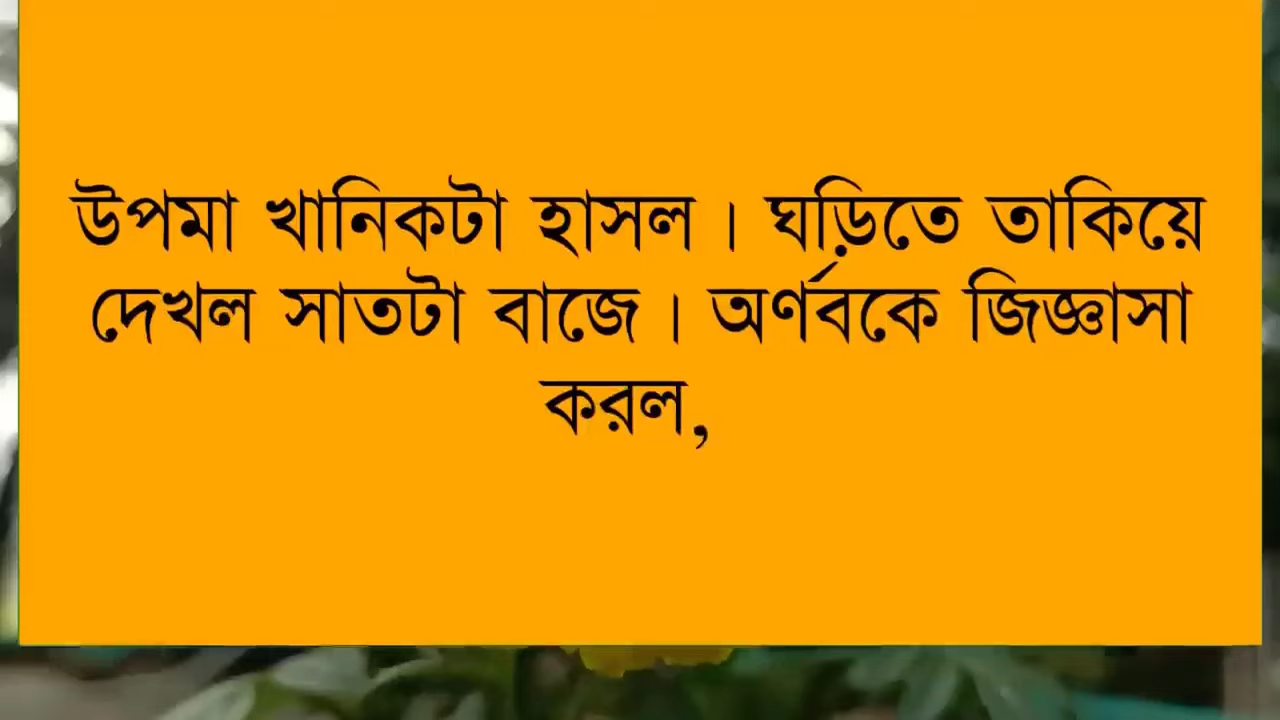 উপমা খানিকটা হাসল। ঘড়িতে তাকিয়ে
দেখল সাতটা বাজে। অর্ণবকে জিজ্ঞাসা
করল,